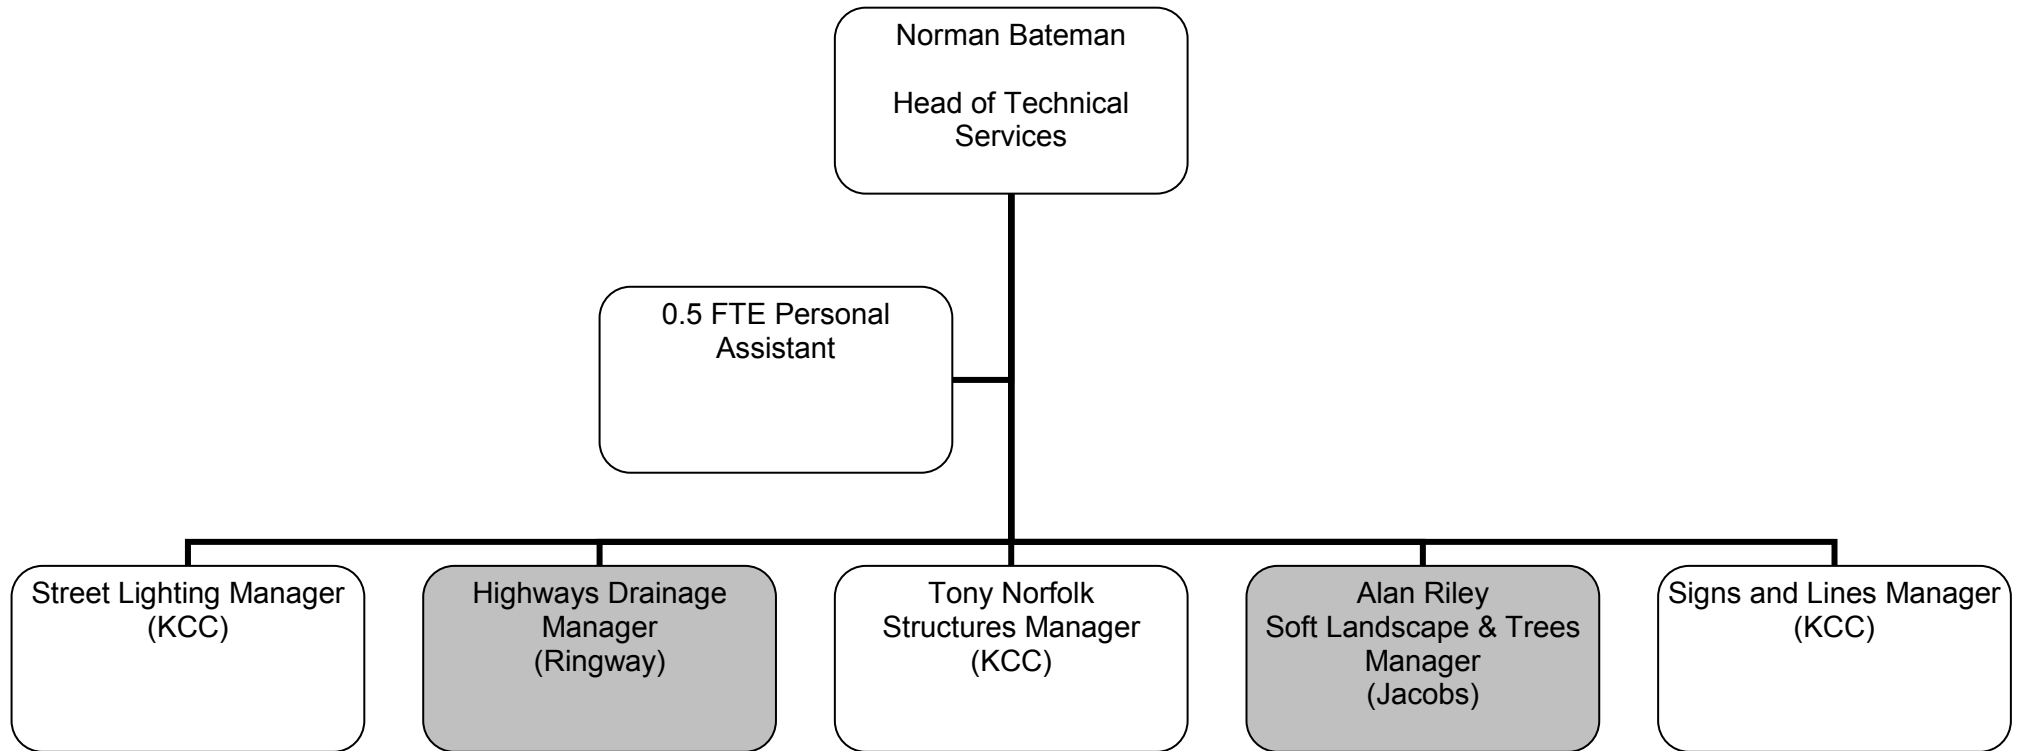 Norman Bateman
Head of Technical
Services
0.5 FTE Personal
Assistant
Street Lighting Manager
(KCC)
Highways Drainage
Manager
(Ringway)
Tony Norfolk
Structures Manager
(KCC)
Alan Riley
Soft Landscape & Trees
Manager
(Jacobs)
Signs and Lines Manager
(KCC)